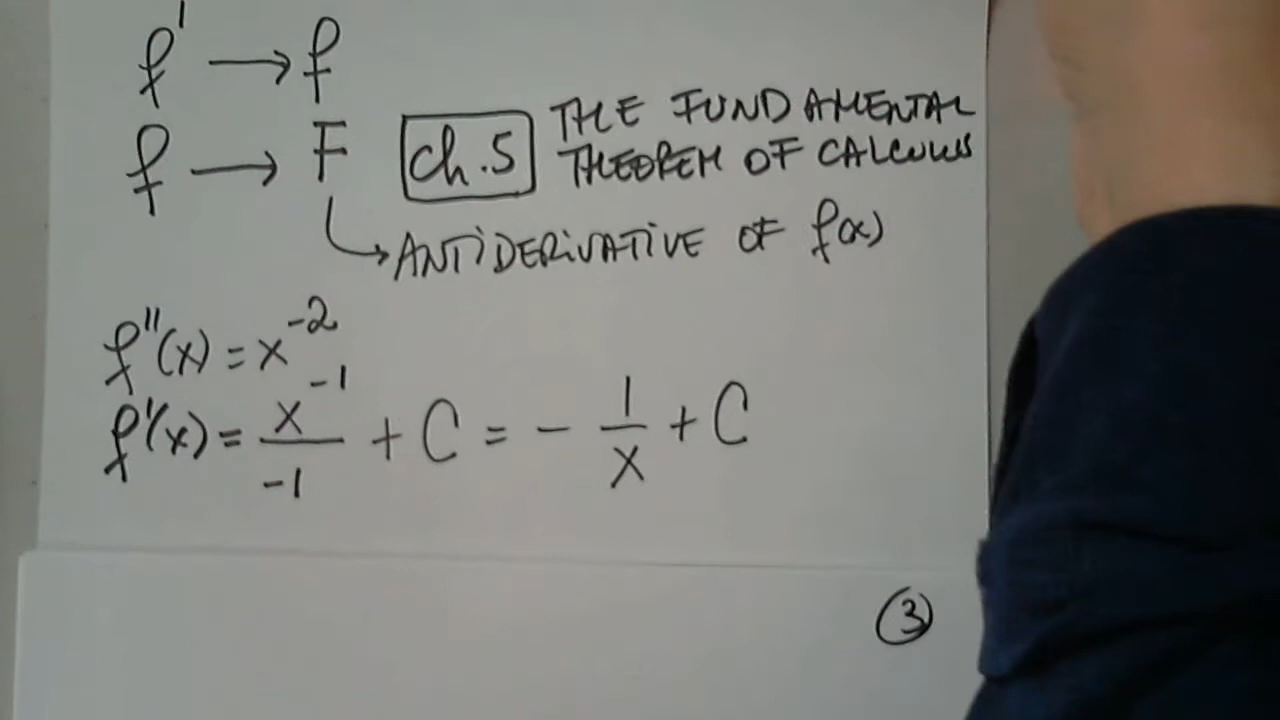 f' → f
f → F Ch.5 THE FUNDAMENTAL
THEOREM OF CALCULUS
↳ ANTIDERIVATIVE OF f(x)
f''(x) = x^-2
f'(x) = x^-1/-1 + C = - 1/x + C
③